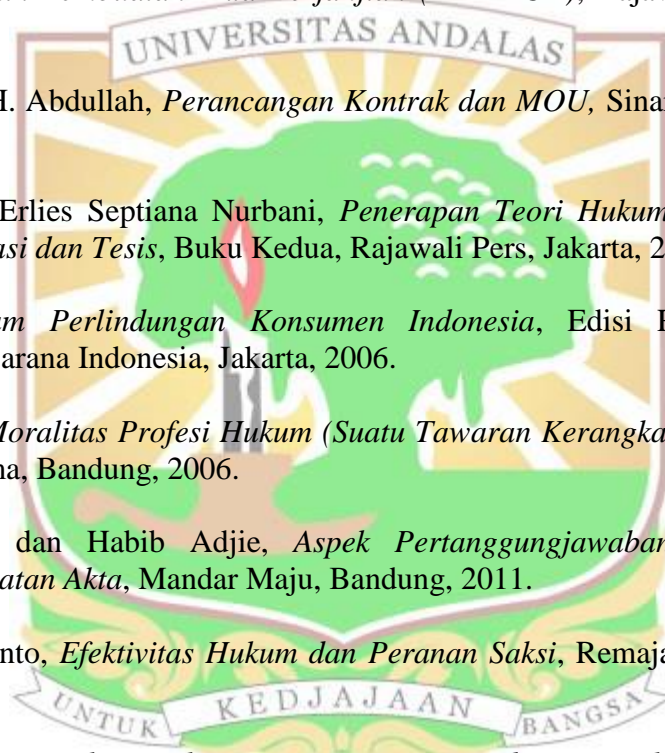 UNIVERSITAS ANDALAS
H. Abdullah, Perancangan Kontrak dan MOU, Sinar
Erlies Septiana Nurbani, Penerapan Teori Hukum
asi dan Tesis, Buku Kedua, Rajawali Pers, Jakarta, 2
um Perlindungan Konsumen Indonesia, Edisi
arana Indonesia, Jakarta, 2006.
Moralitas Profesi Hukum (Suatu Tawaran Kerangka
na, Bandung, 2006.
dan Habib Adjie, Aspek Pertanggungjawaban
atan Akta, Mandar Maju, Bandung, 2011.
nto, Efektivitas Hukum dan Peranan Saksi, Remaja
UNTUK KEDJAJAAN BANGSA